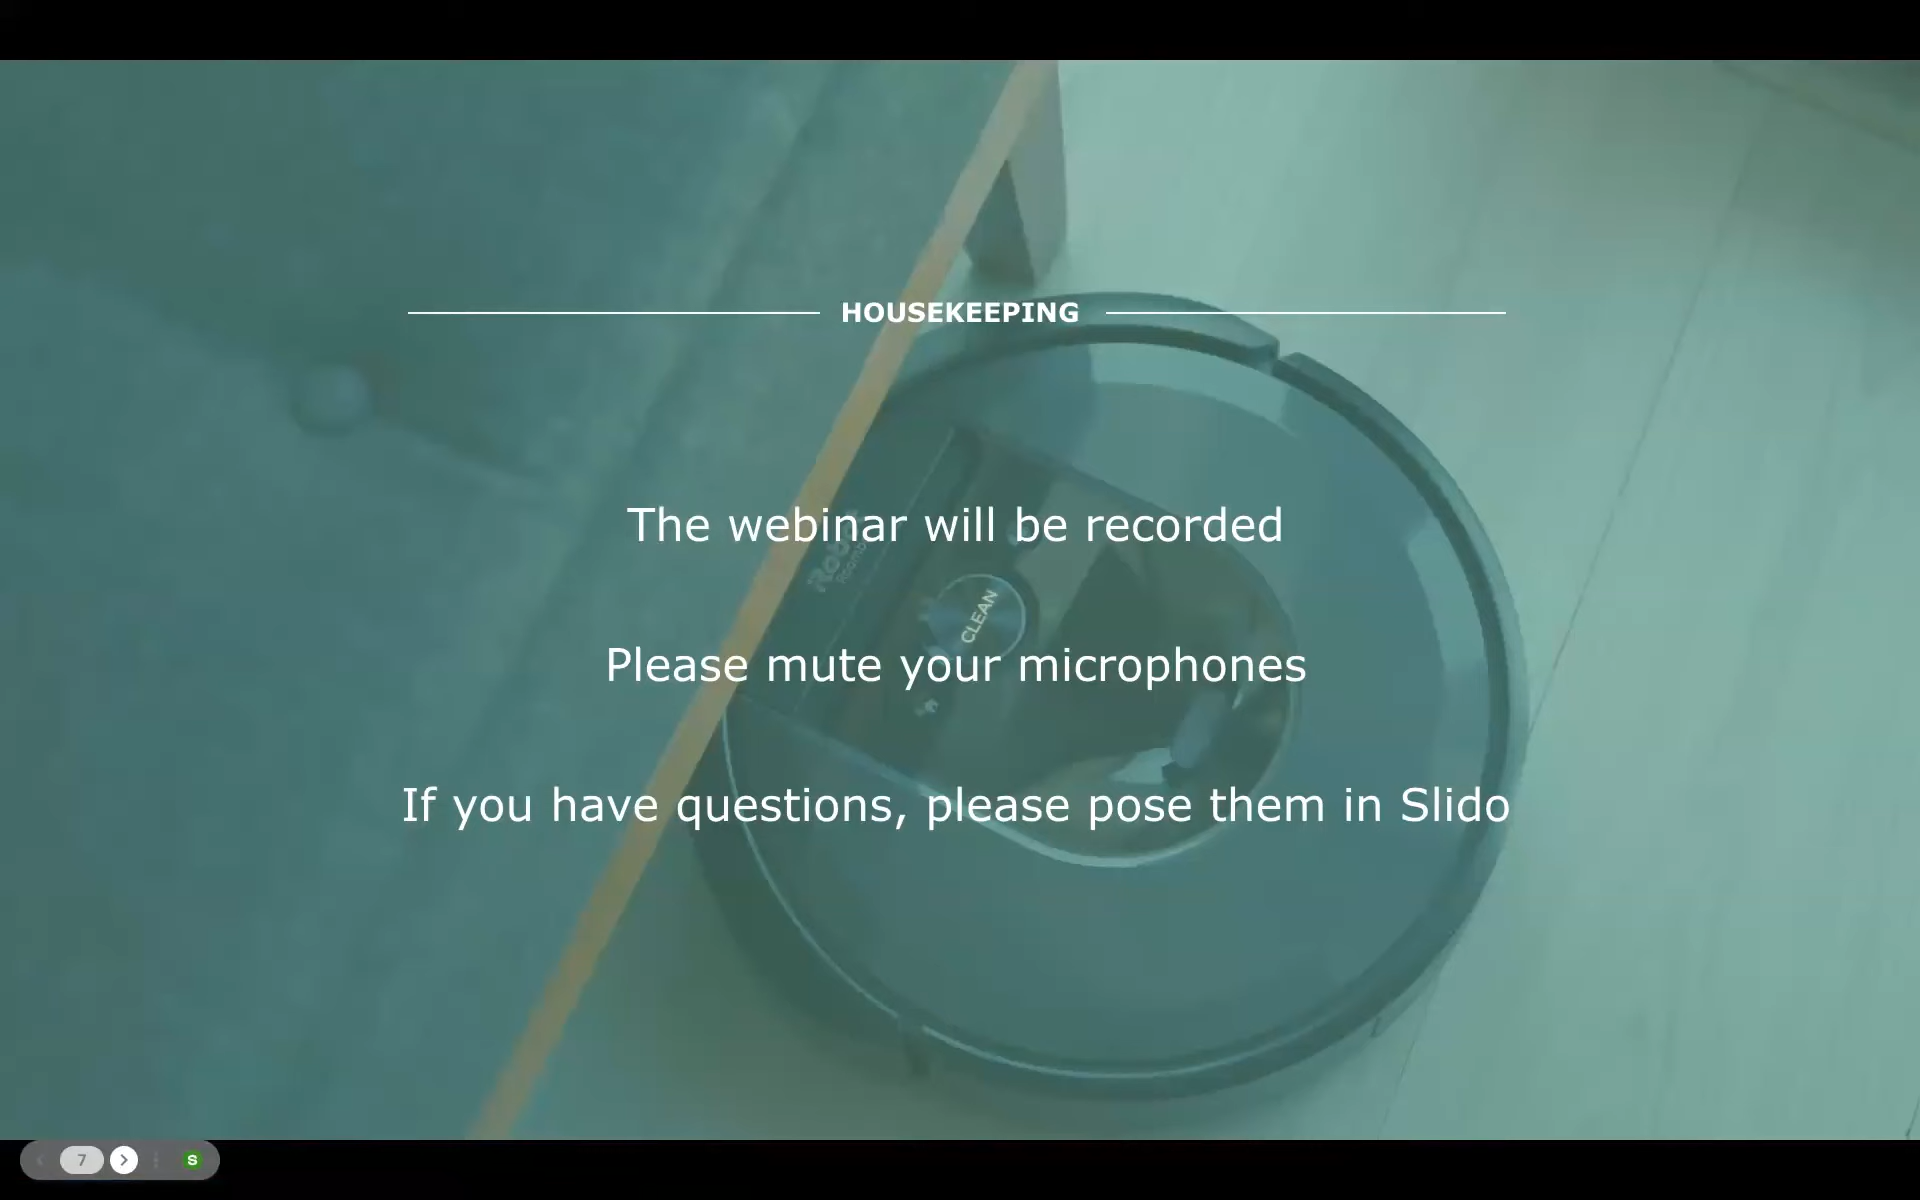 HOUSEKEEPING
The webinar will be recorded
CLEAN
Please mute your microphones
If you have questions, please pose them in Slido
7
S